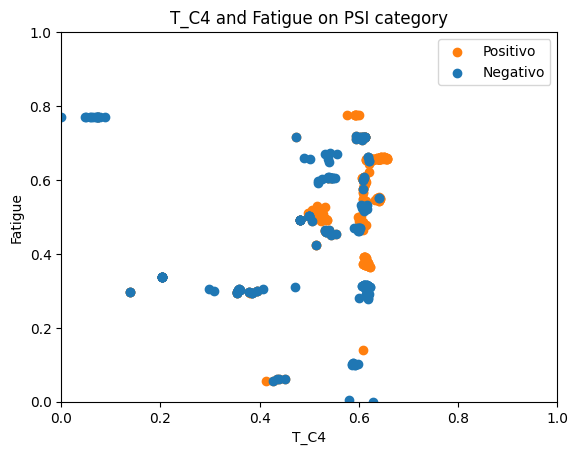 T_C4 and Fatigue on PSI category
Positivo
Negativo
1.0
0.8
0.6
0.4
0.2
0.0
Fatigue
0.0 0.2 0.4 0.6 0.8 1.0
T_C4